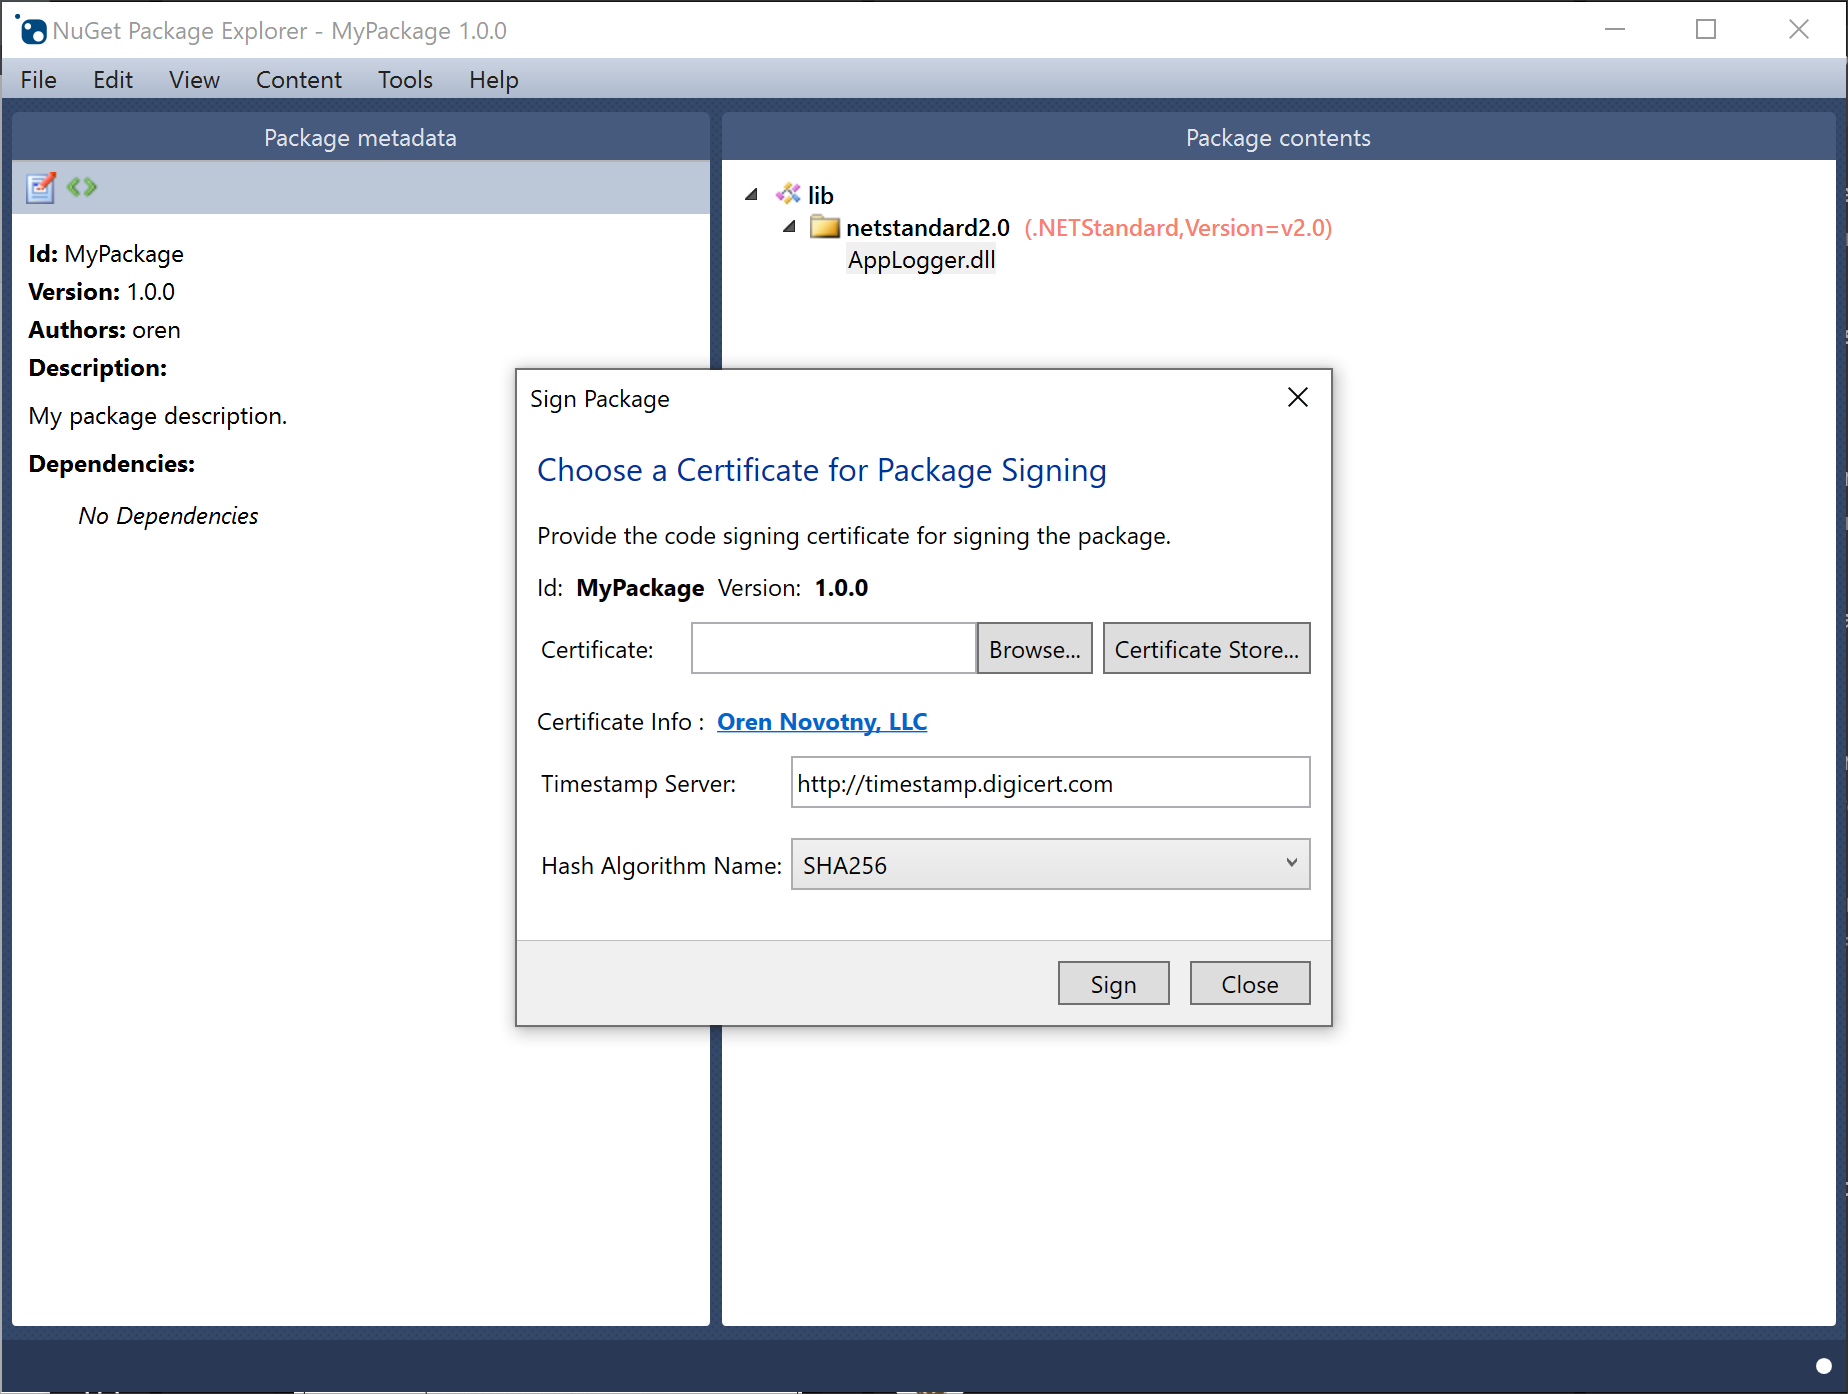 NuGet Package Explorer - MyPackage 1.0.0
File Edit View Content Tools Help
Package metadata
Id: MyPackage
Version: 1.0.0
Authors: oren
Description:
My package description.
Dependencies:
No Dependencies
Package contents
lib
netstandard2.0 (.NETStandard,Version=v2.0)
AppLogger.dll
Sign Package
Choose a Certificate for Package Signing
Provide the code signing certificate for signing the package.
Id: MyPackage Version: 1.0.0
Certificate: Browse... Certificate Store...
Certificate Info : Oren Novotny, LLC
Timestamp Server: http://timestamp.digicert.com
Hash Algorithm Name: SHA256
Sign Close